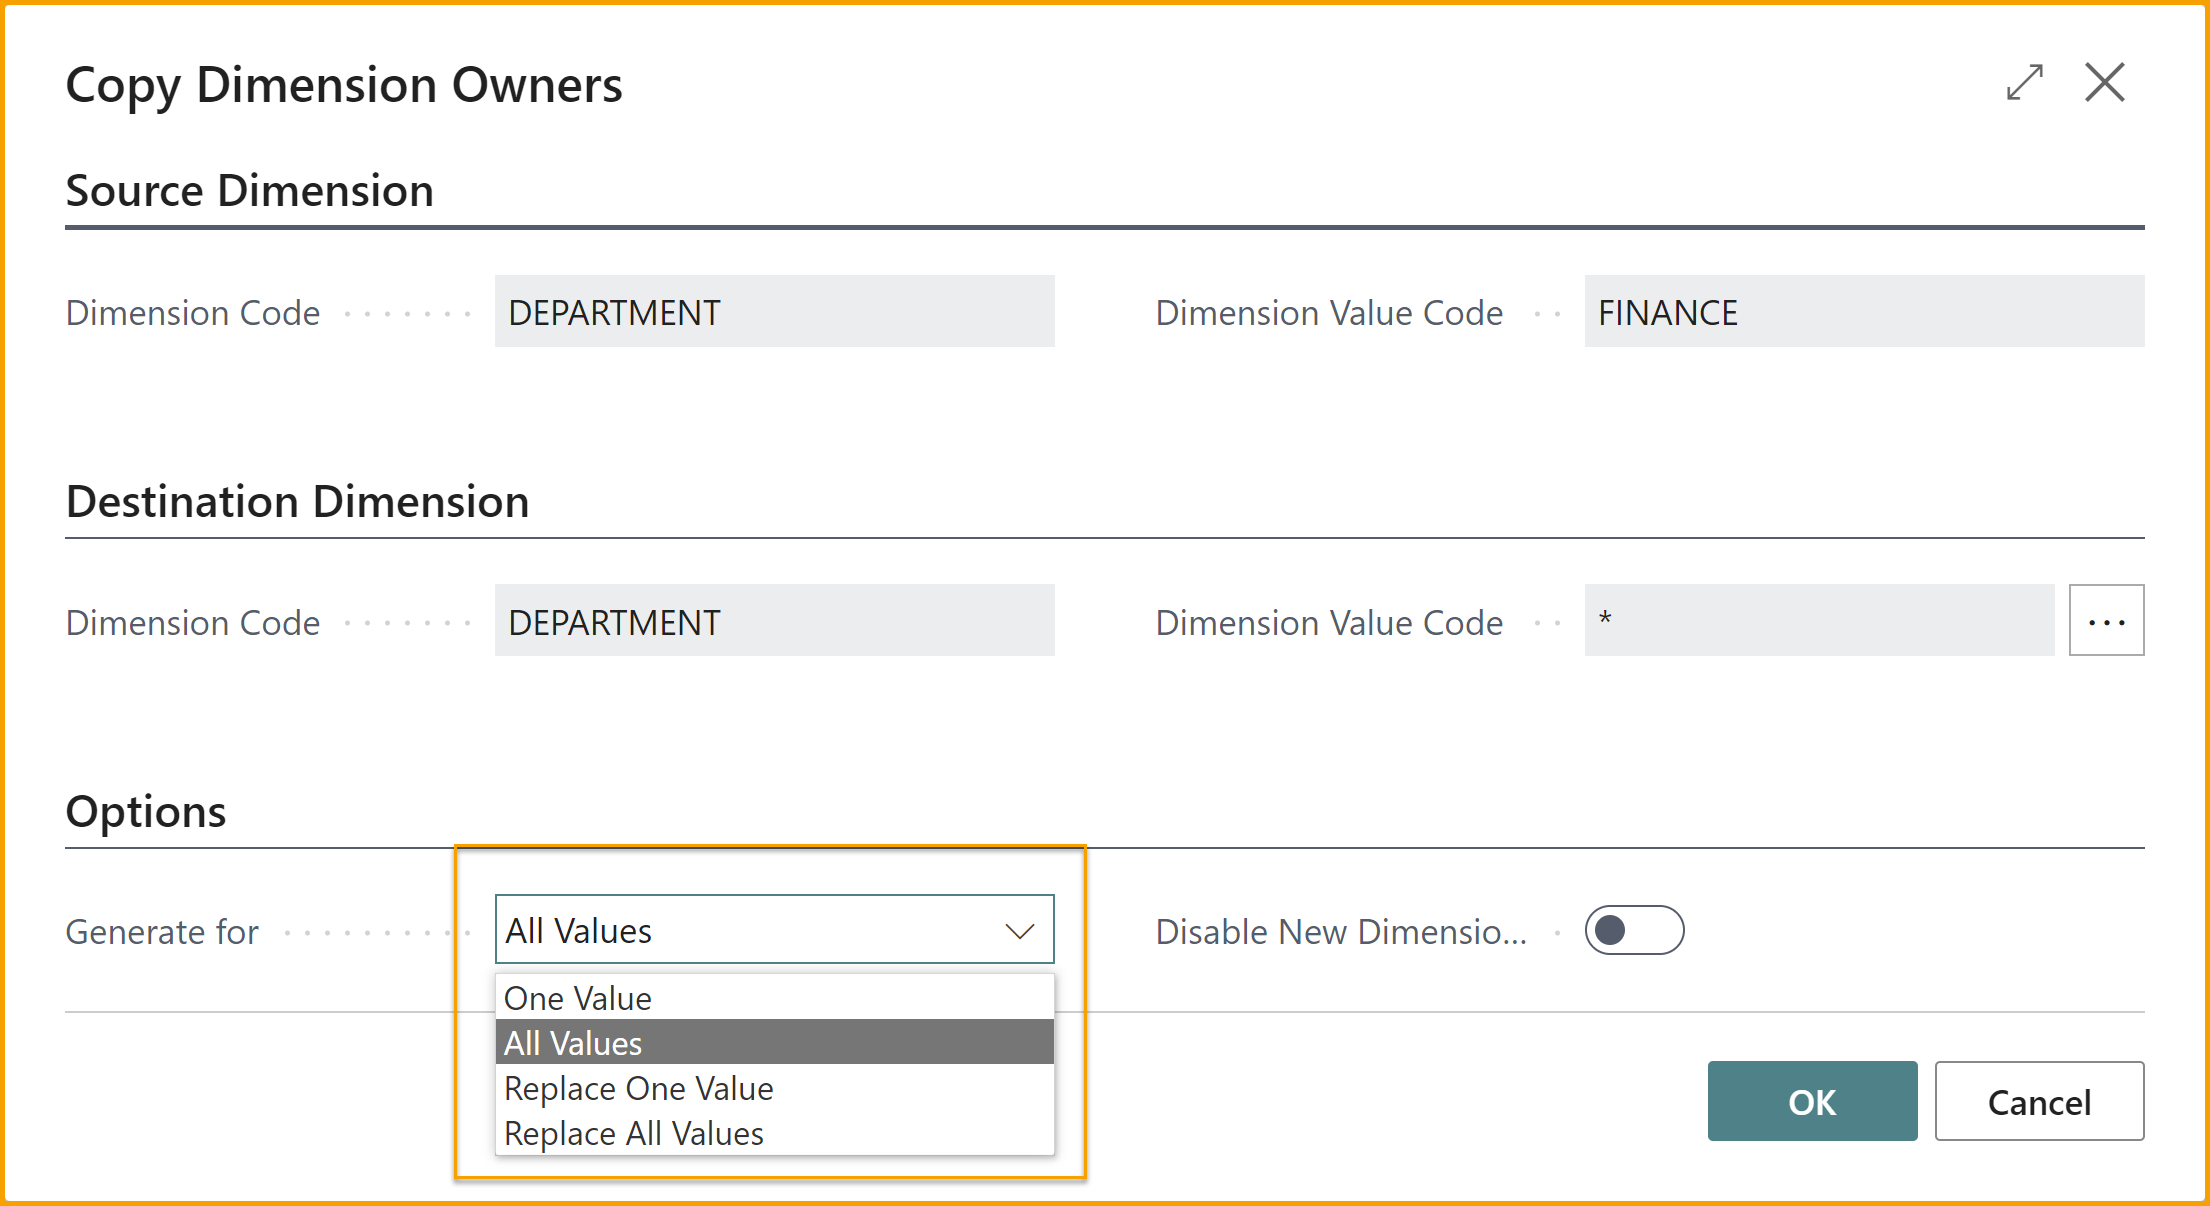 Copy Dimension Owners
Source Dimension
Dimension Code DEPARTMENT Dimension Value Code FINANCE
Destination Dimension
Dimension Code DEPARTMENT Dimension Value Code * ...
Options
Generate for All Values Disable New Dimensio...
One Value
All Values
Replace One Value
Replace All Values
OK Cancel